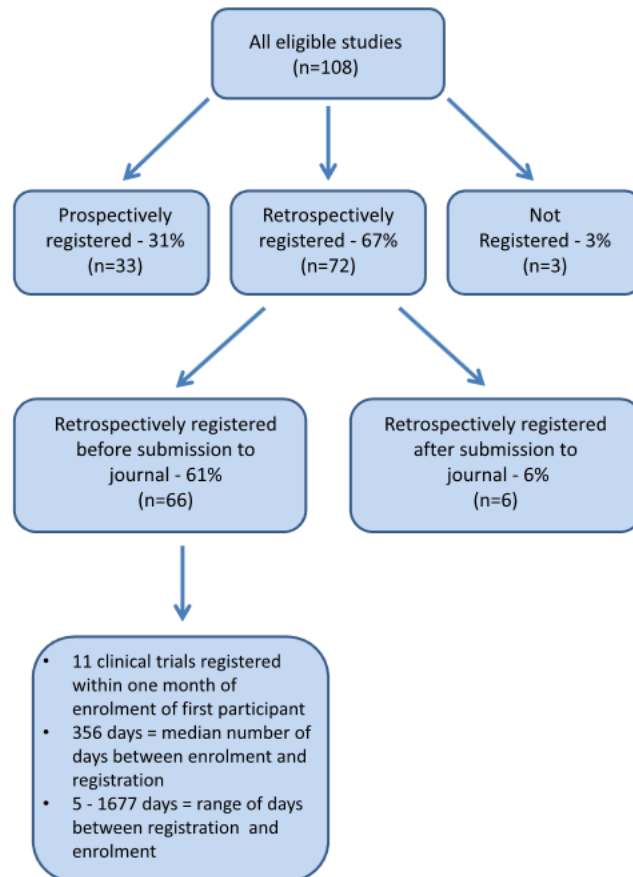 All eligible studies
(n=108)
Prospectively
registered - 31%
(n=33)
Retrospectively
registered - 67%
(n=72)
Not
Registered - 3%
(n=3)
Retrospectively registered
before submission to
journal - 61%
(n=66)
Retrospectively registered
after submission to
journal - 6%
(n=6)
• 11 clinical trials registered
within one month of
enrolment of first participant
• 356 days = median number of
days between enrolment and
registration
• 5 - 1677 days = range of days
between registration and
enrolment